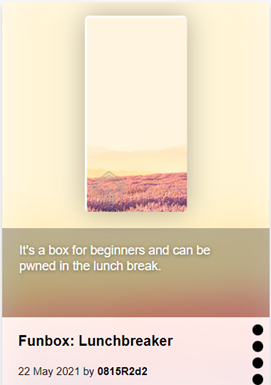 It's a box for beginners and can be
pwned in the lunch break.
Funbox: Lunchbreaker
22 May 2021 by 0815R2d2